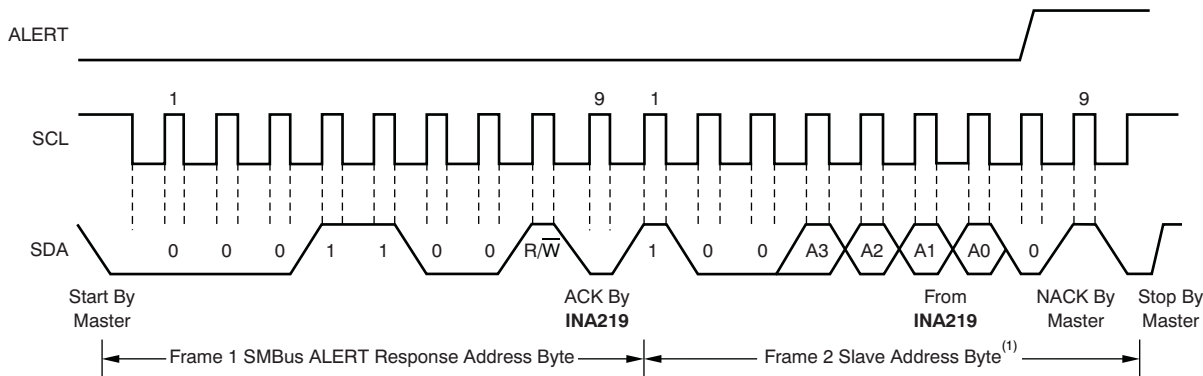 ALERT
1 9 1 9
SCL
SDA
0 0 0 1 1 0 0 R/W 1 0 0 A3 A2 A1 A0 0
Start By
Master
ACK By
INA219
From
INA219
NACK By
Master
Stop By
Master
Frame 1 SMBus ALERT Response Address Byte
Frame 2 Slave Address Byte(1)